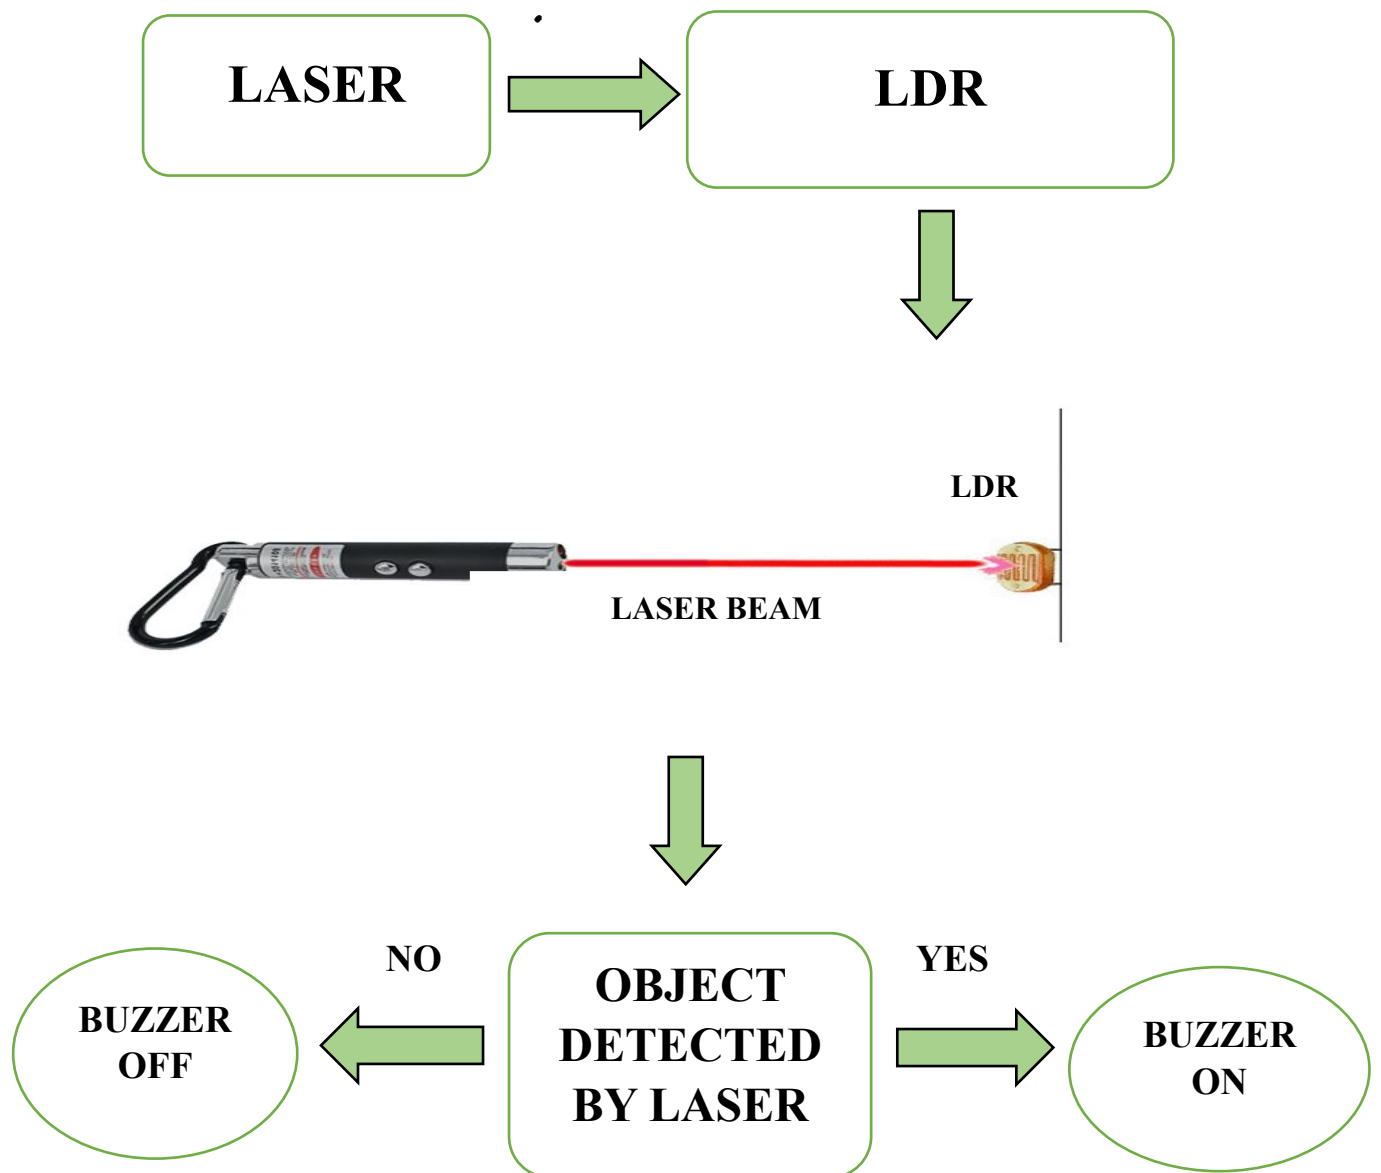 LASER
LDR
LDR
LASER BEAM
NO
YES
OBJECT
DETECTED
BY LASER
BUZZER
OFF
BUZZER
ON